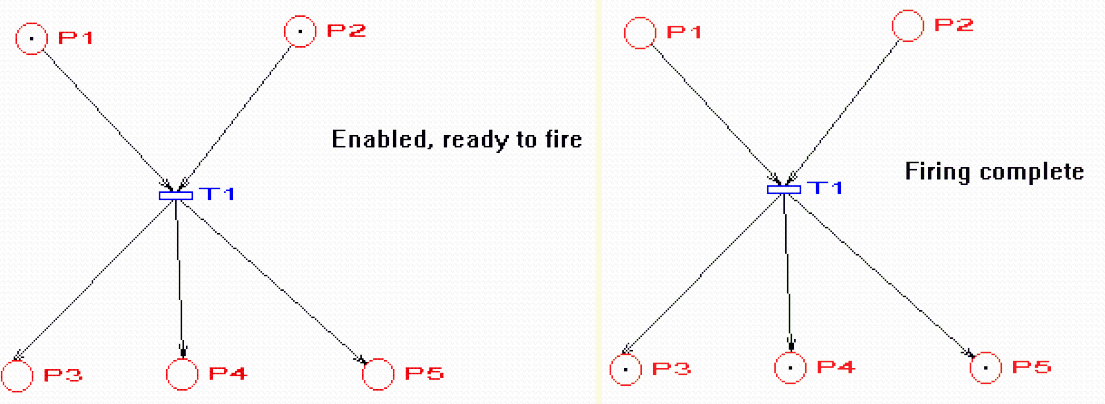 P1
P2
Enabled, ready to fire
T1
P3
P4
P5
P1
P2
Firing complete
T1
P3
P4
P5